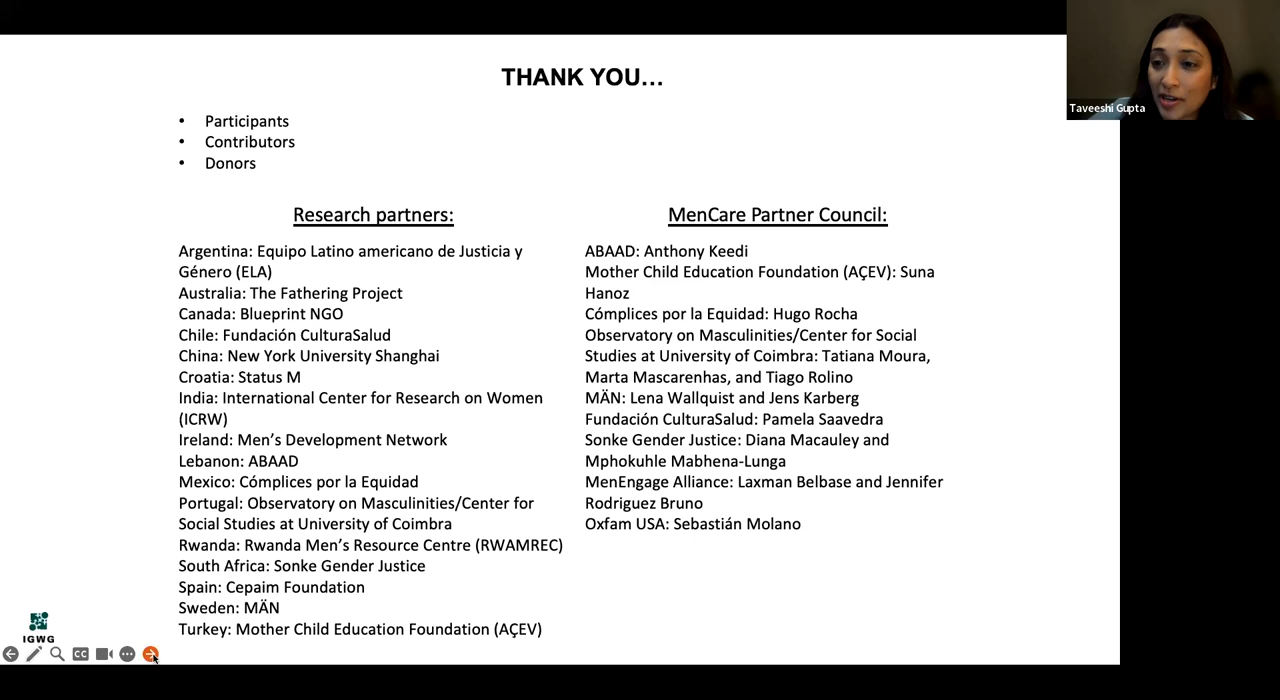 THANK YOU...
Taveeshi Gupta
• Participants
• Contributors
• Donors
Research partners:
Argentina: Equipo Latino americano de Justicia y
Género (ELA)
Australia: The Fathering Project
Canada: Blueprint NGO
Chile: Fundación CulturaSalud
China: New York University Shanghai
Croatia: Status M
India: International Center for Research on Women
(ICRW)
Ireland: Men’s Development Network
Lebanon: ABAAD
Mexico: Cómplices por la Equidad
Portugal: Observatory on Masculinities/Center for
Social Studies at University of Coimbra
Rwanda: Rwanda Men’s Resource Centre (RWAMREC)
South Africa: Sonke Gender Justice
Spain: Cepaim Foundation
Sweden: MÄN
Turkey: Mother Child Education Foundation (AÇEV)
MenCare Partner Council:
ABAAD: Anthony Keedi
Mother Child Education Foundation (AÇEV): Suna
Hanoz
Cómplices por la Equidad: Hugo Rocha
Observatory on Masculinities/Center for Social
Studies at University of Coimbra: Tatiana Moura,
Marta Mascarenhas, and Tiago Rolino
MÄN: Lena Wallquist and Jens Karberg
Fundación CulturaSalud: Pamela Saavedra
Sonke Gender Justice: Diana Macauley and
Mphokuhle Mabhena-Lunga
MenEngage Alliance: Laxman Belbase and Jennifer
Rodriguez Bruno
Oxfam USA: Sebastián Molano
IGWG
CC